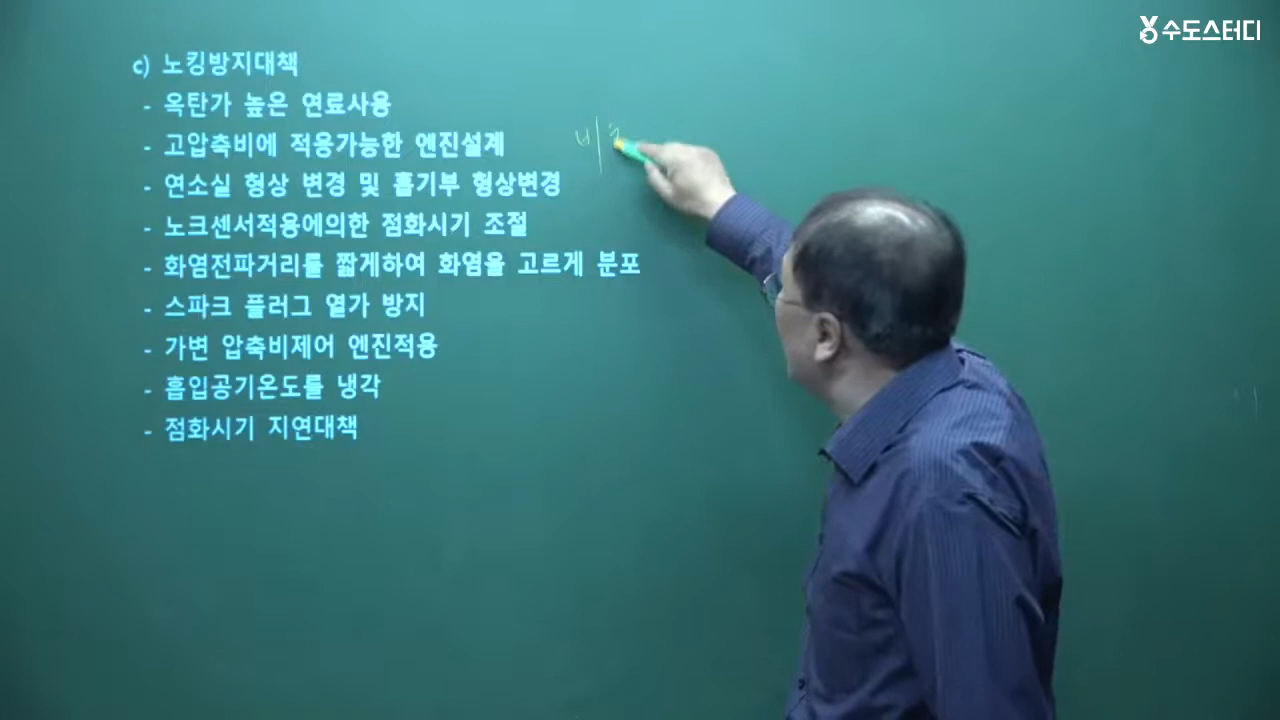 수도스터디
c) 노킹방지대책
- 옥탄가 높은 연료사용
- 고압축비에 적용가능한 엔진설계
- 연소실 형상 변경 및 흡기부 형상변경
- 노크센서적용에의한 점화시기 조절
- 화염전파거리를 짧게하여 화염을 고르게 분포
- 스파크 플러그 열가 방지
- 가변 압축비제어 엔진적용
- 흡입공기온도를 냉각
- 점화시기 지연대책
비